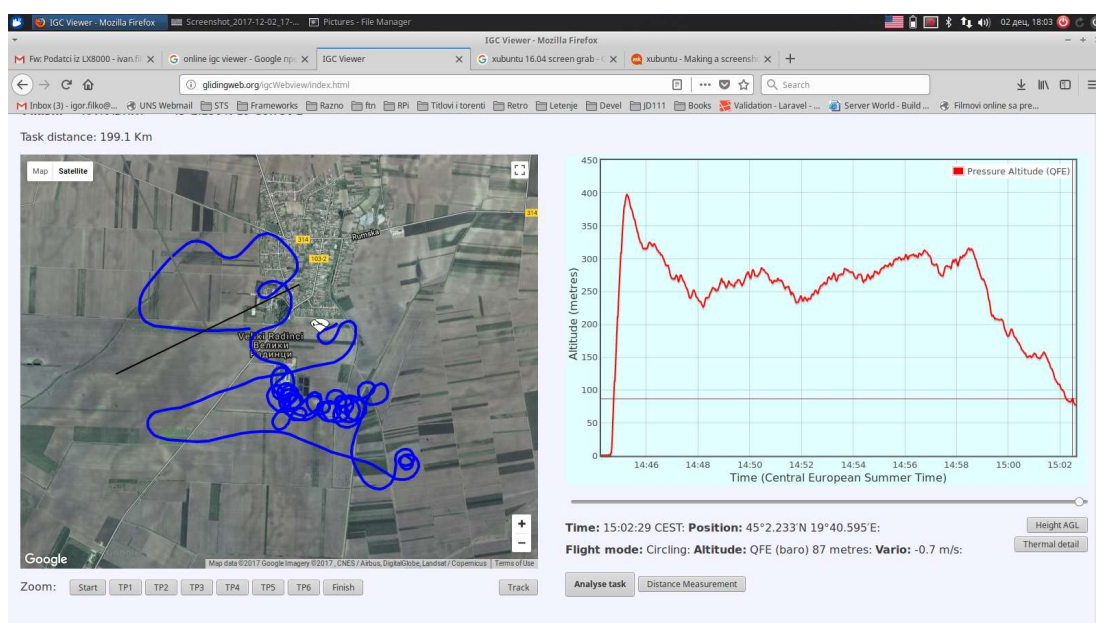 IGC Viewer - Mozilla Firefox
Screenshot_2017-12-02_17-...
Pictures - File Manager
02 дец, 18:03
IGC Viewer - Mozilla Firefox
Fw: Podatci iz LX8000 - ivan.fil
online igc viewer - Google
IGC Viewer
xubuntu 16.04 screen grab -
xubuntu - Making a screensh
glidingweb.org/igcWebview/index.html
Search
Inbox (3) - igor.filko@...
UNS Webmail
STS
Frameworks
Razno
ftn
RPi
Titlovi i torenti
Retro
Letenje
Devel
JD111
Books
Validation - Laravel - ...
Server World - Build ...
Filmovi online sa pre...
Task distance: 199.1 Km
Map
Satellite
314
Rumska
314
103-2
Veliki Radinci
Велики
Радинци
Google
Map data ©2017 Google Imagery ©2017 , CNES / Airbus, DigitalGlobe, Landsat / Copernicus
Terms of Use
Zoom:
Start
TP1
TP2
TP3
TP4
TP5
TP6
Finish
Track
Pressure Altitude (QFE)
Altitude (metres)
450
400
350
300
250
200
150
100
50
0
14:46
14:48
14:50
14:52
14:54
14:56
14:58
15:00
15:02
Time (Central European Summer Time)
Time: 15:02:29 CEST: Position: 45°2.233′N 19°40.595′E:
Height AGL
Flight mode: Circling: Altitude: QFE (baro) 87 metres: Vario: -0.7 m/s:
Thermal detail
Analyse task
Distance Measurement